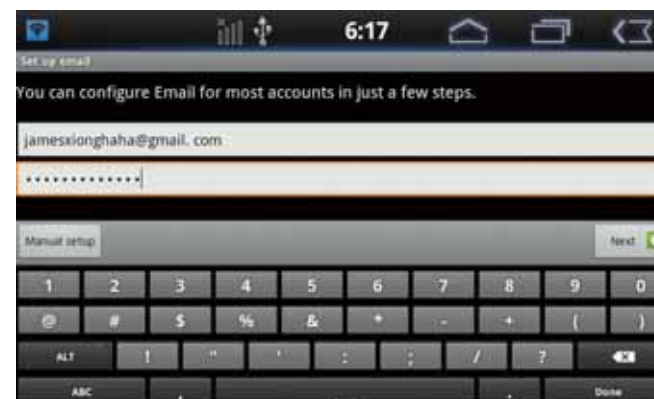 6:17
Set up email
You can configure Email for most accounts in just a few steps.
jamesxionghaha@gmail. com
•••••••••••••
Manual setup
Next
1 2 3 4 5 6 7 8 9 0
@ # $ % & * - + ( )
ALT ! " ' : ; / ?
ABC , . Done